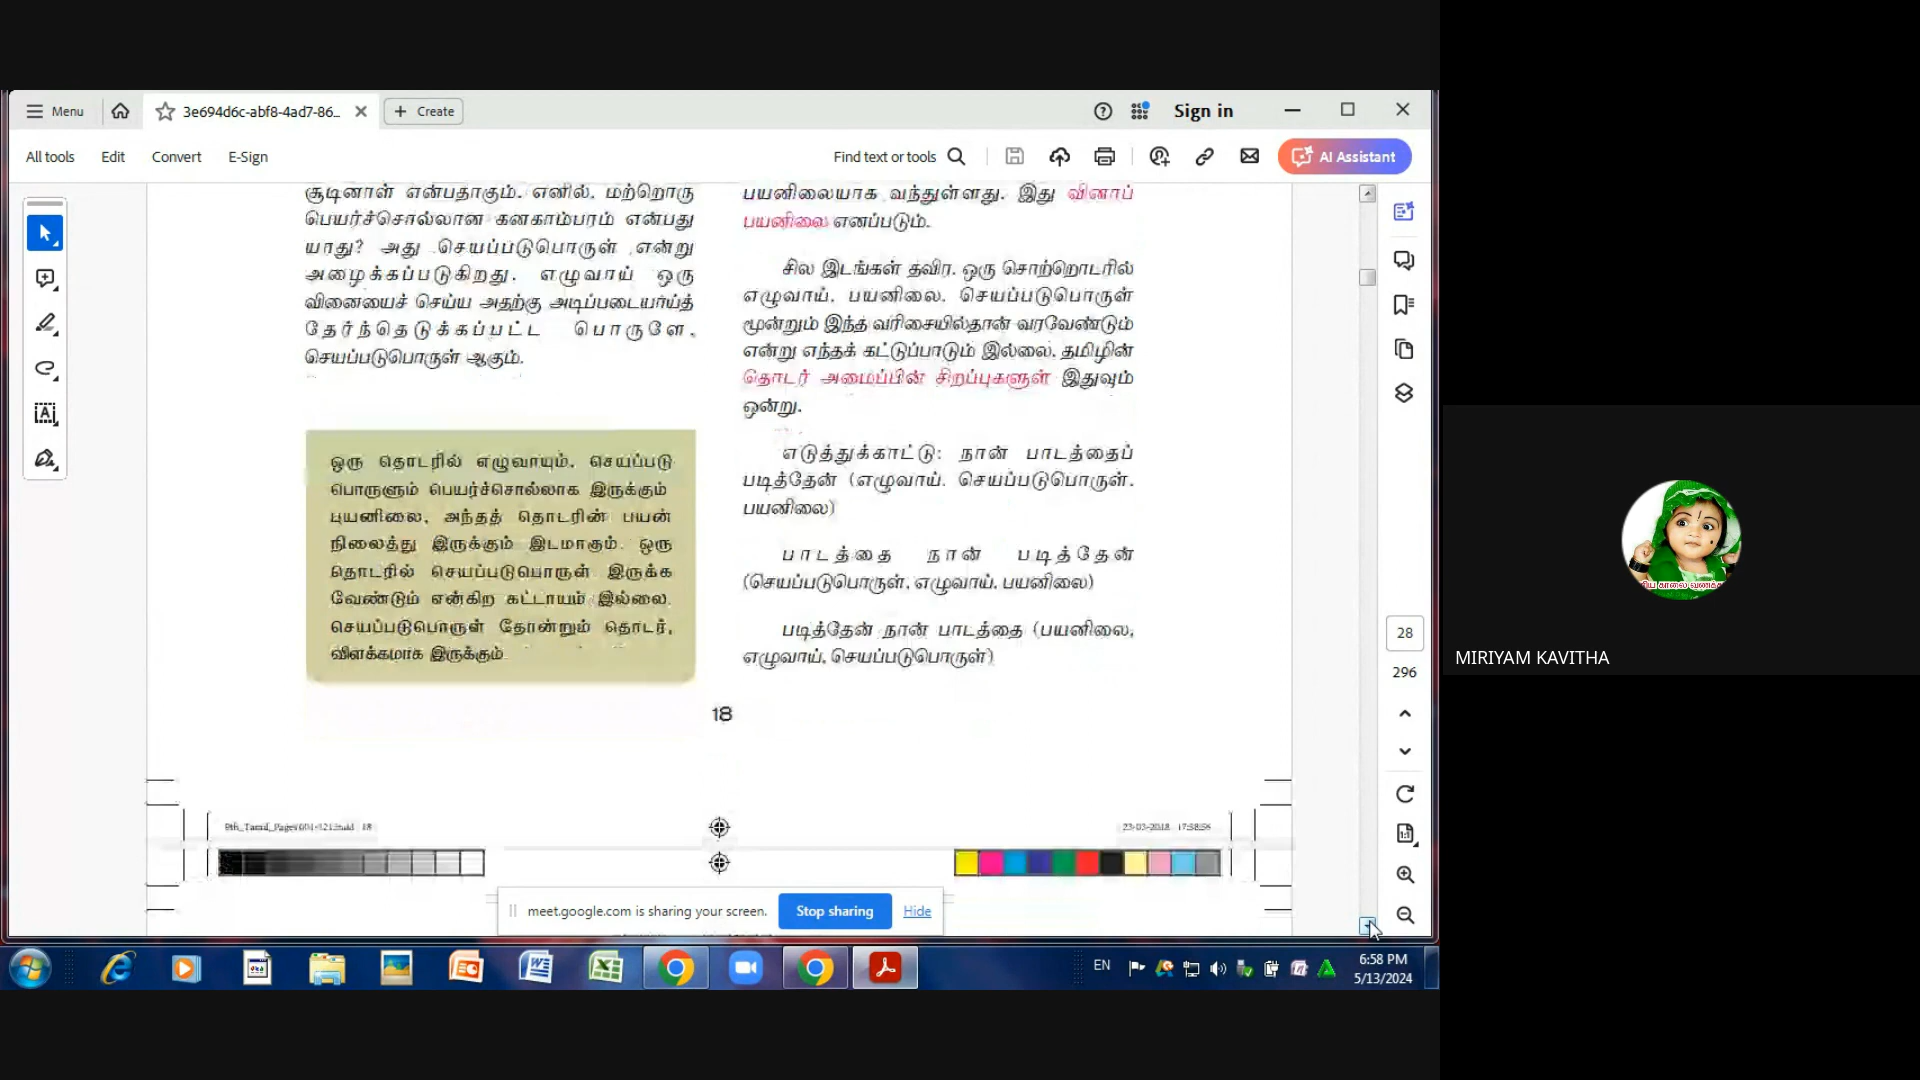 Menu
3e694d6c-abf8-4ad7-86...
Create
Sign in
All tools
Edit
Convert
E-Sign
Find text or tools
AI Assistant
சூடினாள் என்பதாகும். எனில், மற்றொரு
பெயர்ச்சொல்லான கனகாம்பரம் என்பது
யாது? அது செயப்படுபொருள் என்று
அழைக்கப்படுகிறது. எழுவாய் ஒரு
வினையைச் செய்ய அதற்கு அடிப்படையாய்த்
தேர்ந்தெடுக்கப்பட்ட பொருளே,
செயப்படுபொருள் ஆகும்.
ஒரு தொடரில் எழுவாயும், செயப்படு
பொருளும் பெயர்ச்சொல்லாக இருக்கும்
பயனிலை, அந்தத் தொடரின் பயன்
நிலைத்து இருக்கும் இடமாகும். ஒரு
தொடரில் செயப்படுபொருள் இருக்க
வேண்டும் என்கிற கட்டாயம் இல்லை.
செயப்படுபொருள் தோன்றும் தொடர்,
விளக்கமாக இருக்கும்
பயனிலையாக வந்துள்ளது. இது வினாப்
பயனிலை எனப்படும்.
சில இடங்கள் தவிர, ஒரு சொற்றொடரில்
எழுவாய், பயனிலை, செயப்படுபொருள்
மூன்றும் இந்த வரிசையில்தான் வரவேண்டும்
என்று எந்தக் கட்டுப்பாடும் இல்லை. தமிழின்
தொடர் அமைப்பின் சிறப்புகளுள் இதுவும்
ஒன்று.
எடுத்துக்காட்டு: நான் பாடத்தைப்
படித்தேன் (எழுவாய், செயப்படுபொருள்,
பயனிலை)
பாடத்தை நான் படித்தேன்
(செயப்படுபொருள், எழுவாய், பயனிலை)
படித்தேன் நான் பாடத்தை (பயனிலை,
எழுவாய், செயப்படுபொருள்)
18
23-03-2018 17:58:56
28
296
meet.google.com is sharing your screen.
Stop sharing
Hide
EN
6:58 PM
5/13/2024
MIRIYAM KAVITHA